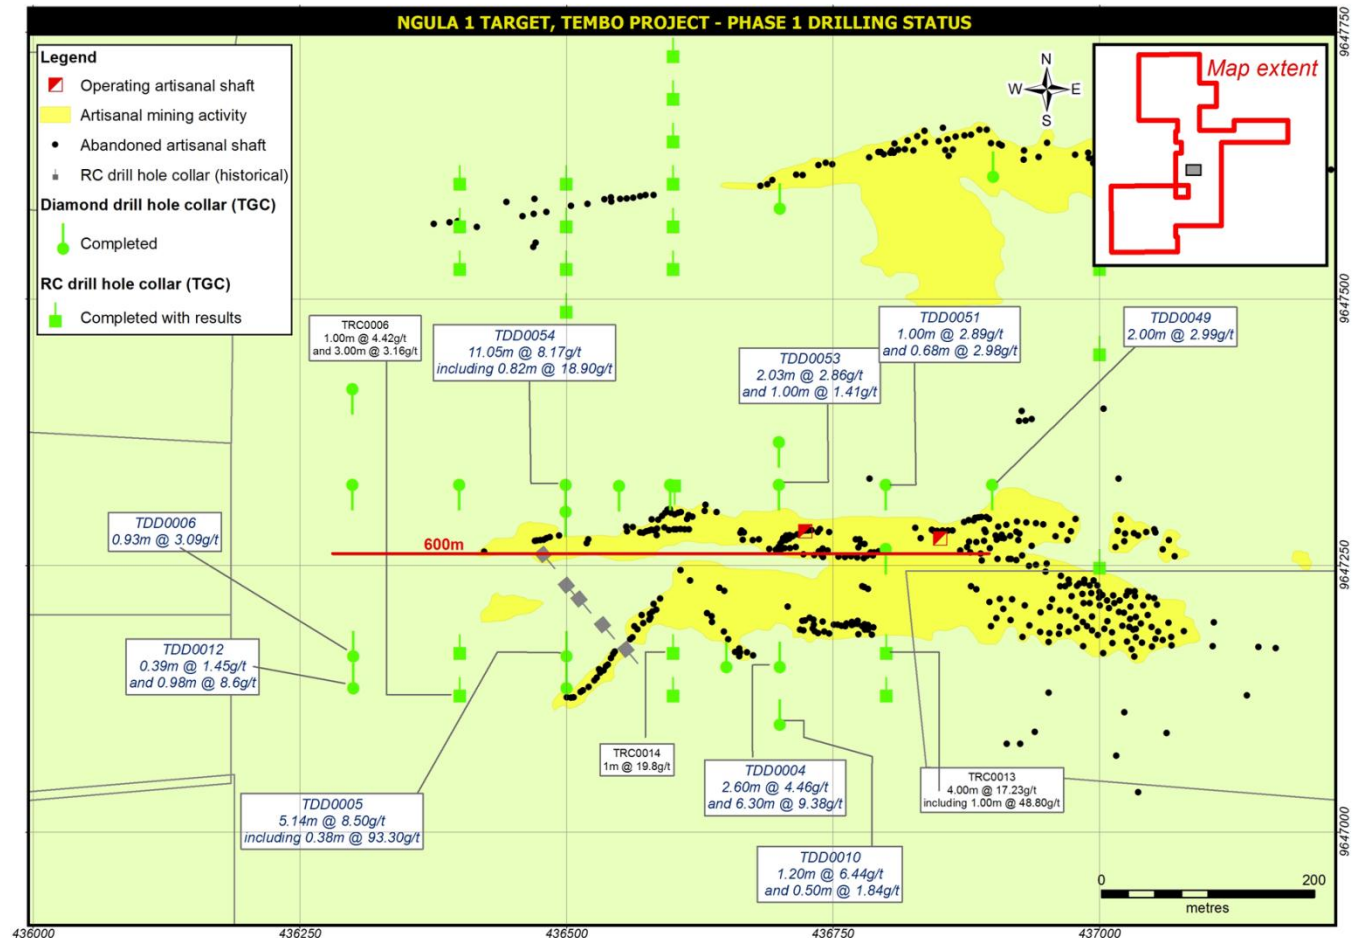 NGULA 1 TARGET, TEMBO PROJECT - PHASE 1 DRILLING STATUS
Legend
Operating artisanal shaft
Artisanal mining activity
Abandoned artisanal shaft
RC drill hole collar (historical)
Diamond drill hole collar (TGC)
Completed
RC drill hole collar (TGC)
Completed with results
N
W
E
S
Map extent
9647750
9647500
9647250
9647000
TRC0006
1.00m @ 4.42g/t
and 3.00m @ 3.16g/t
TDD0054
11.05m @ 8.17g/t
including 0.82m @ 18.90g/t
TDD0053
2.03m @ 2.86g/t
and 1.00m @ 1.41g/t
TDD0051
1.00m @ 2.89g/t
and 0.68m @ 2.98g/t
TDD0049
2.00m @ 2.99g/t
TDD0006
0.93m @ 3.09g/t
600m
TDD0012
0.39m @ 1.45g/t
and 0.98m @ 8.6g/t
TRC0014
1m @ 19.8g/t
TDD0004
2.60m @ 4.46g/t
and 6.30m @ 9.38g/t
TRC0013
4.00m @ 17.23g/t
including 1.00m @ 48.80g/t
TDD0005
5.14m @ 8.50g/t
including 0.38m @ 93.30g/t
TDD0010
1.20m @ 6.44g/t
and 0.50m @ 1.84g/t
0
200
metres
436000
436250
436500
436750
437000